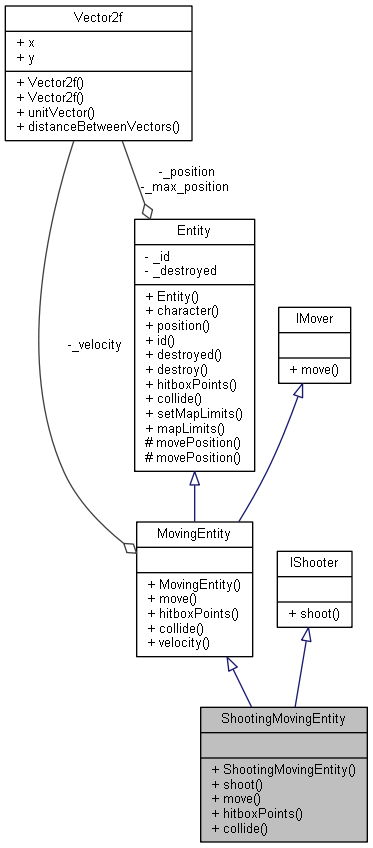 Vector2f
+ x
+ y
+ Vector2f()
+ Vector2f()
+ unitVector()
+ distanceBetweenVectors()
-_position
-_max_position
Entity
- _id
- _destroyed
+ Entity()
+ character()
+ position()
+ id()
+ destroyed()
+ destroy()
+ hitboxPoints()
+ collide()
+ setMapLimits()
+ mapLimits()
# movePosition()
# movePosition()
IMover
+ move()
-_velocity
MovingEntity
+ MovingEntity()
+ move()
+ hitboxPoints()
+ collide()
+ velocity()
IShooter
+ shoot()
ShootingMovingEntity
+ ShootingMovingEntity()
+ shoot()
+ move()
+ hitboxPoints()
+ collide()